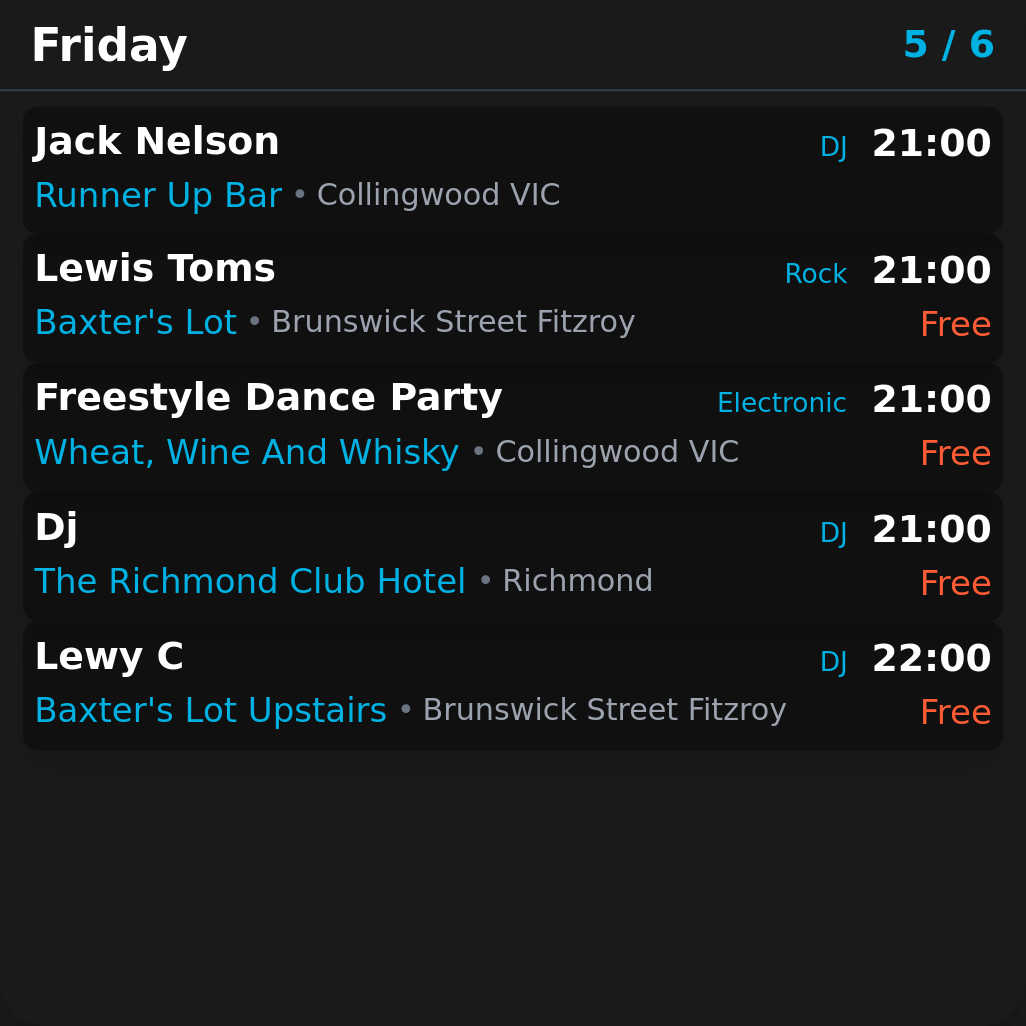 Friday 5 / 6
Jack Nelson DJ 21:00
Runner Up Bar • Collingwood VIC
Lewis Toms Rock 21:00
Baxter's Lot • Brunswick Street Fitzroy Free
Freestyle Dance Party Electronic 21:00
Wheat, Wine And Whisky • Collingwood VIC Free
Dj DJ 21:00
The Richmond Club Hotel • Richmond Free
Lewy C DJ 22:00
Baxter's Lot Upstairs • Brunswick Street Fitzroy Free